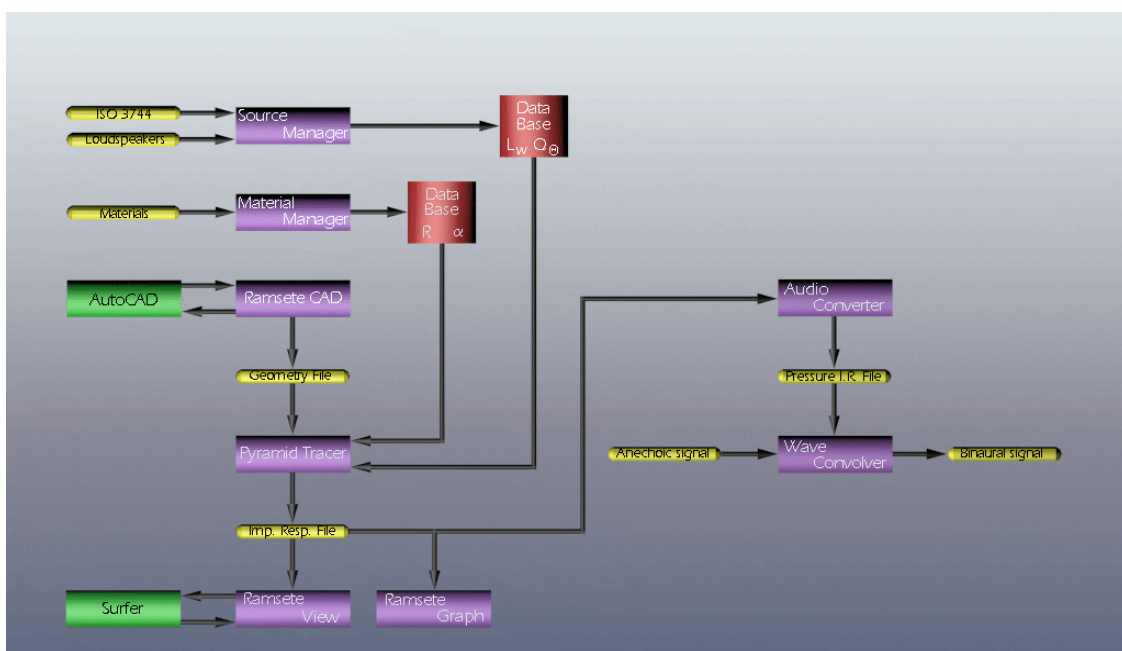 ISO 3744
Loudspeakers
Source
Manager
Data
Base
Lw QΘ
Materials
Material
Manager
Data
Base
R α
AutoCAD
Ramsete CAD
Audio
Converter
Geometry File
Pressure I.R. File
Pyramid Tracer
Anechoic signal
Wave
Convolver
Binaural signal
Imp. Resp. File
Surfer
Ramsete
View
Ramsete
Graph